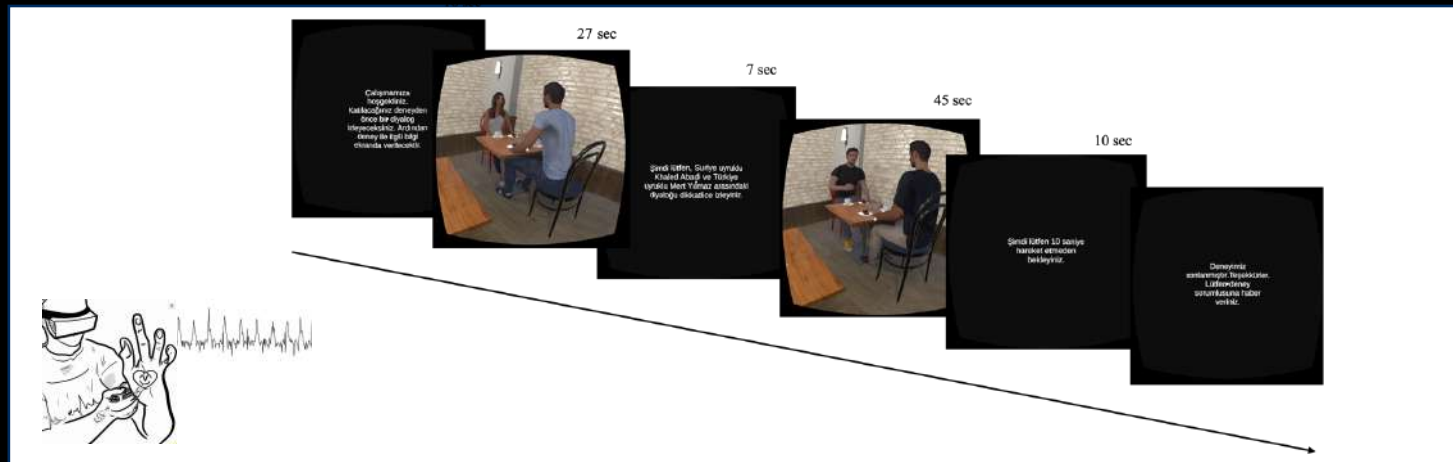 27 sec
7 sec
45 sec
10 sec
Çalışmamıza
hoşgeldiniz.
Katılacağınız deneyden
önce bir diyalog
izleyeceksiniz. Ardından
deney ile ilgili bilgi
ekranda verilecektir.
Şimdi lütfen, Suriye uyruklu
Khaled Abadi ve Türkiye
uyruklu Mert Yılmaz arasındaki
diyaloğu dikkatlice izleyiniz.
Şimdi lütfen 10 saniye
hareket etmeden
bekleyiniz.
Deneyimiz
sonlanmıştır.Teşekkürler.
Lütfen deney
sorumlusuna haber
veriniz.